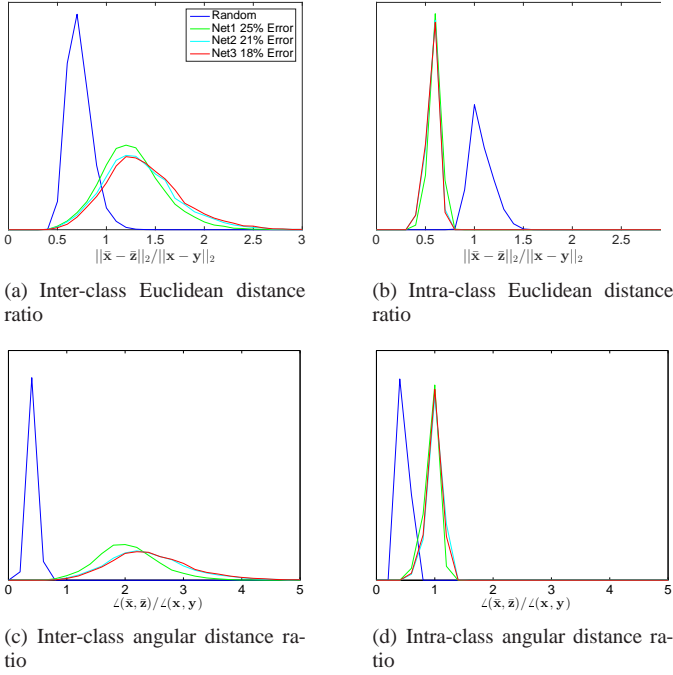 Random
Net1 25% Error
Net2 21% Error
Net3 18% Error
0 0.5 1 1.5 2 2.5 3
||x̄ − z̄||₂/||x − y||₂
0 0.5 1 1.5 2 2.5
||x̄ − z̄||₂/||x − y||₂
(a) Inter-class Euclidean distance
ratio
(b) Intra-class Euclidean distance
ratio
0 1 2 3 4 5
∠(x̄, z̄)/∠(x, y)
0 1 2 3 4 5
∠(x̄, z̄)/∠(x, y)
(c) Inter-class angular distance ra-
tio
(d) Intra-class angular distance ra-
tio